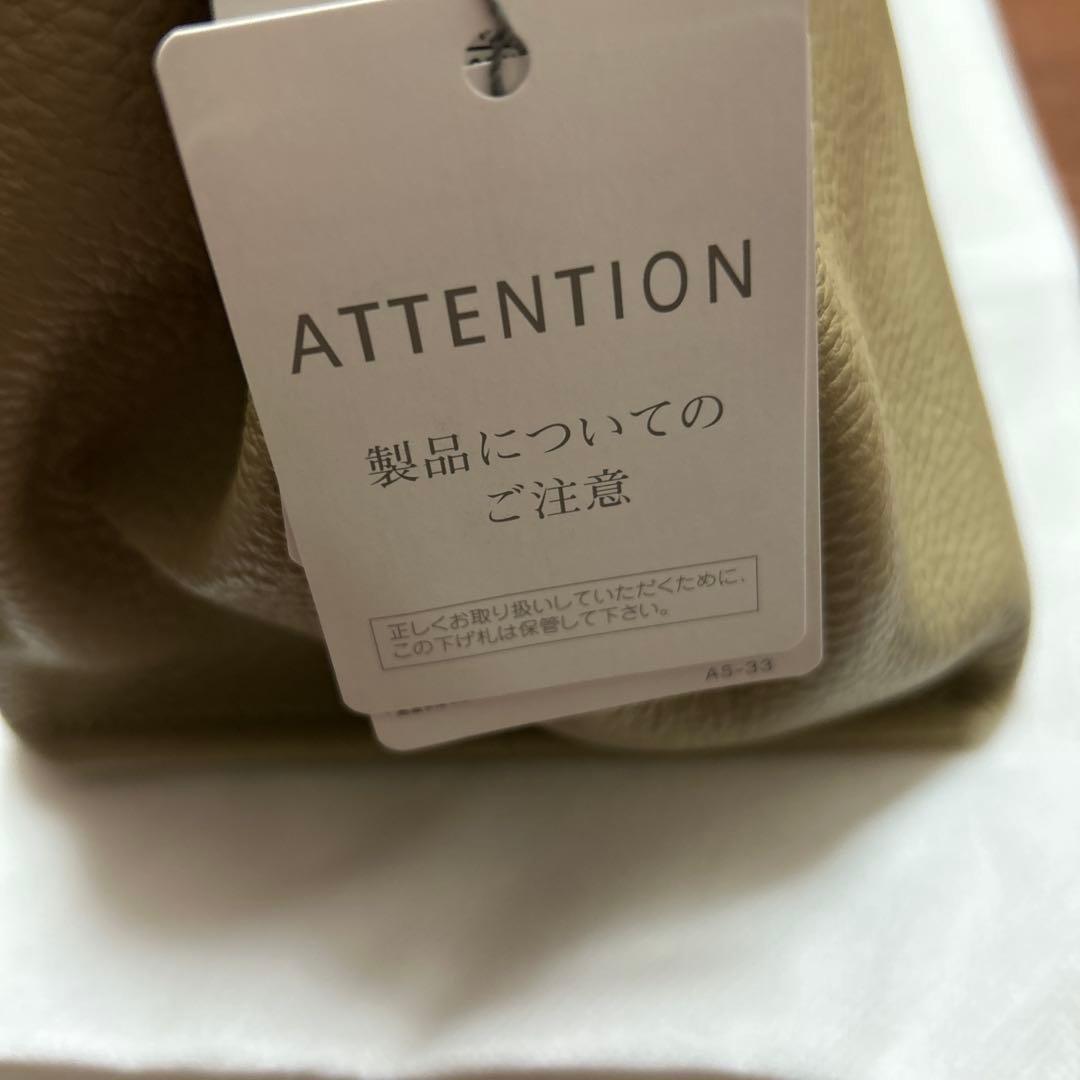 ATTENTION
製品についての
ご注意
正しくお取り扱いしていただくために、
この下げ札は保管して下さい。
AS-33